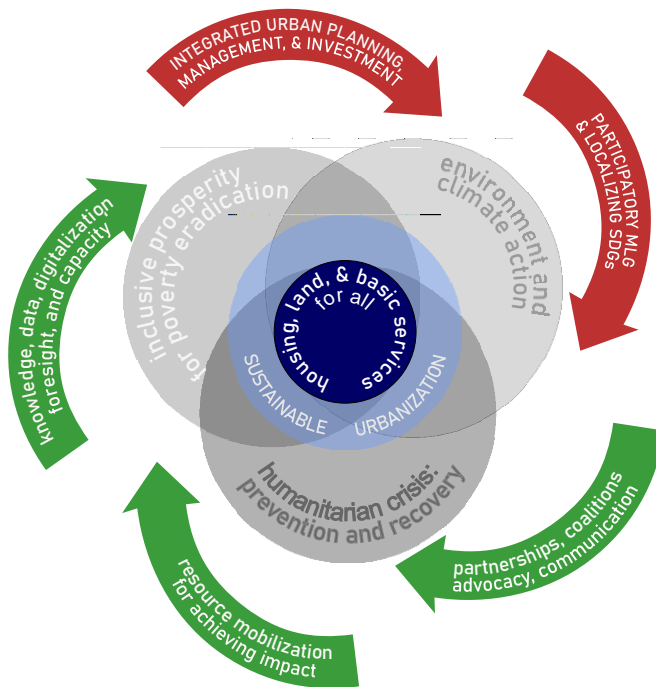 INTEGRATED URBAN PLANNING,
MANAGEMENT, & INVESTMENT
PARTICIPATORY MLG
& LOCALIZING SDGs
inclusive prosperity
for poverty eradication
environment and
climate action
knowledge, data, digitalization
foresight, and capacity
housing, land, & basic services
for all
SUSTAINABLE URBANIZATION
humanitarian crisis:
prevention and recovery
partnerships, coalitions
advocacy, communication
resource mobilization
for achieving impact